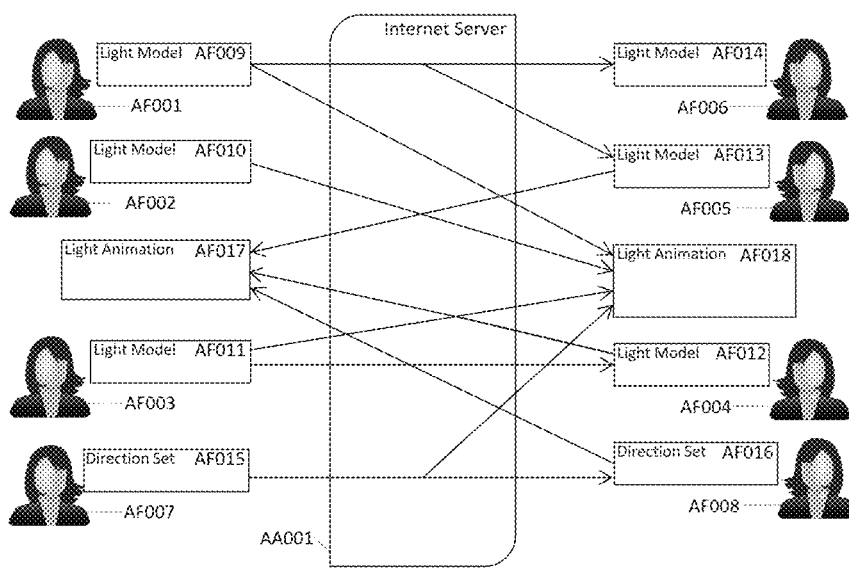 Internet Server
Light Model AF009
Light Model AF014
AF001
AF006
Light Model AF010
Light Model AF013
AF002
AF005
Light Animation AF017
Light Animation AF018
Light Model AF011
Light Model AF012
AF003
AF004
Direction Set AF015
Direction Set AF016
AF007
AF008
AA001